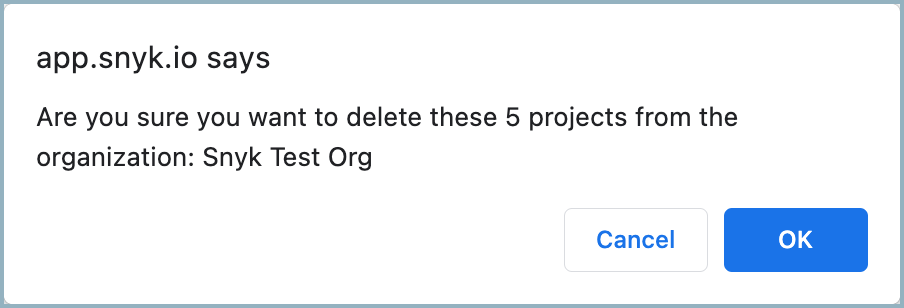 app.snyk.io says
Are you sure you want to delete these 5 projects from the
organization: Snyk Test Org
Cancel
OK